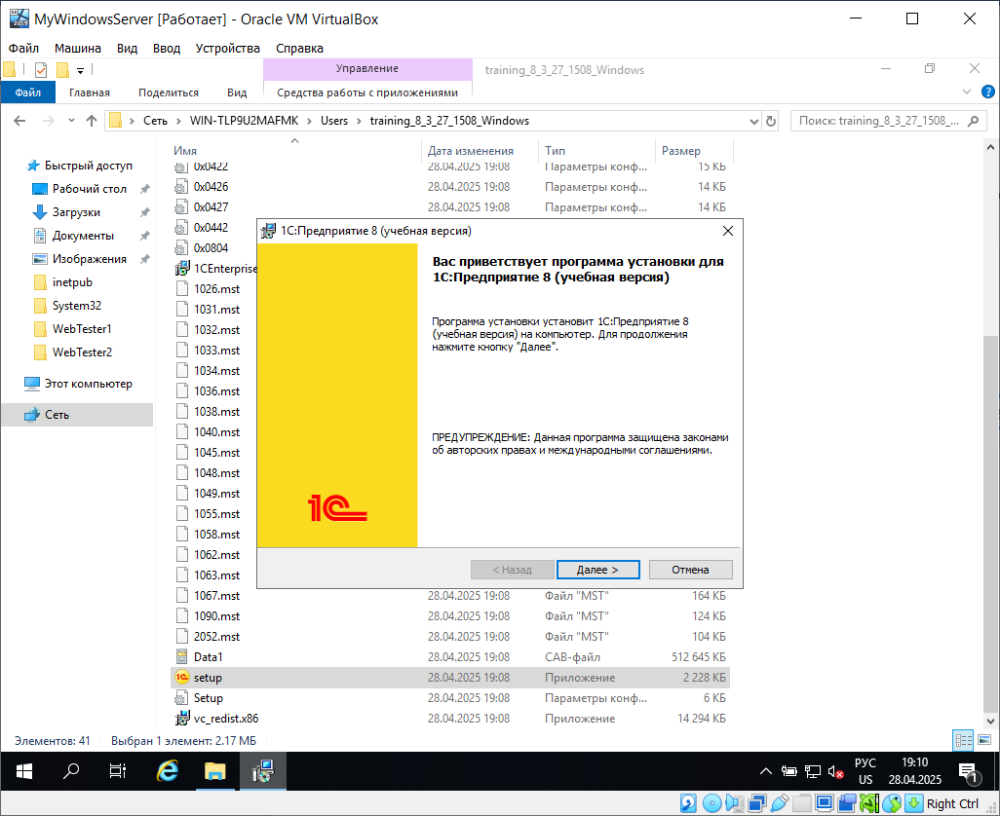 MyWindowsServer [Работает] - Oracle VM VirtualBox
Файл Машина Вид Ввод Устройства Справка
Управление training_8_3_27_1508_Windows
Файл Главная Поделиться Вид Средства работы с приложениями
Сеть WIN-TLP9U2MAFMK Users training_8_3_27_1508_Windows Поиск: training_8_3_27_1508_...
Быстрый доступ
Рабочий стол
Загрузки
Документы
Изображения
inetpub
System32
WebTester1
WebTester2
Этот компьютер
Сеть
Имя Дата изменения Тип Размер
0x0422 28.04.2025 19:08 Параметры конф... 15 КБ
0x0426 28.04.2025 19:08 Параметры конф... 14 КБ
0x0427 28.04.2025 19:08 Параметры конф... 14 КБ
0x0442
0x0804
1CEnterprise
1026.mst
1031.mst
1032.mst
1033.mst
1034.mst
1036.mst
1038.mst
1040.mst
1045.mst
1048.mst
1049.mst
1055.mst
1058.mst
1062.mst
1063.mst
1067.mst 28.04.2025 19:08 Файл "MST" 164 КБ
1090.mst 28.04.2025 19:08 Файл "MST" 124 КБ
2052.mst 28.04.2025 19:08 Файл "MST" 104 КБ
Data1 28.04.2025 19:08 CAB-файл 512 645 КБ
setup 28.04.2025 19:08 Приложение 2 228 КБ
Setup 28.04.2025 19:08 Параметры конф... 6 КБ
vc_redist.x86 28.04.2025 19:08 Приложение 14 294 КБ
1С:Предприятие 8 (учебная версия)
Вас приветствует программа установки для
1С:Предприятие 8 (учебная версия)
Программа установки установит 1С:Предприятие 8
(учебная версия) на компьютер. Для продолжения
нажмите кнопку "Далее".
ПРЕДУПРЕЖДЕНИЕ: Данная программа защищена законами
об авторских правах и международными соглашениями.
1С
< Назад Далее > Отмена
Элементов: 41 Выбран 1 элемент: 2.17 МБ
РУС
US
19:10
28.04.2025
1
Right Ctrl